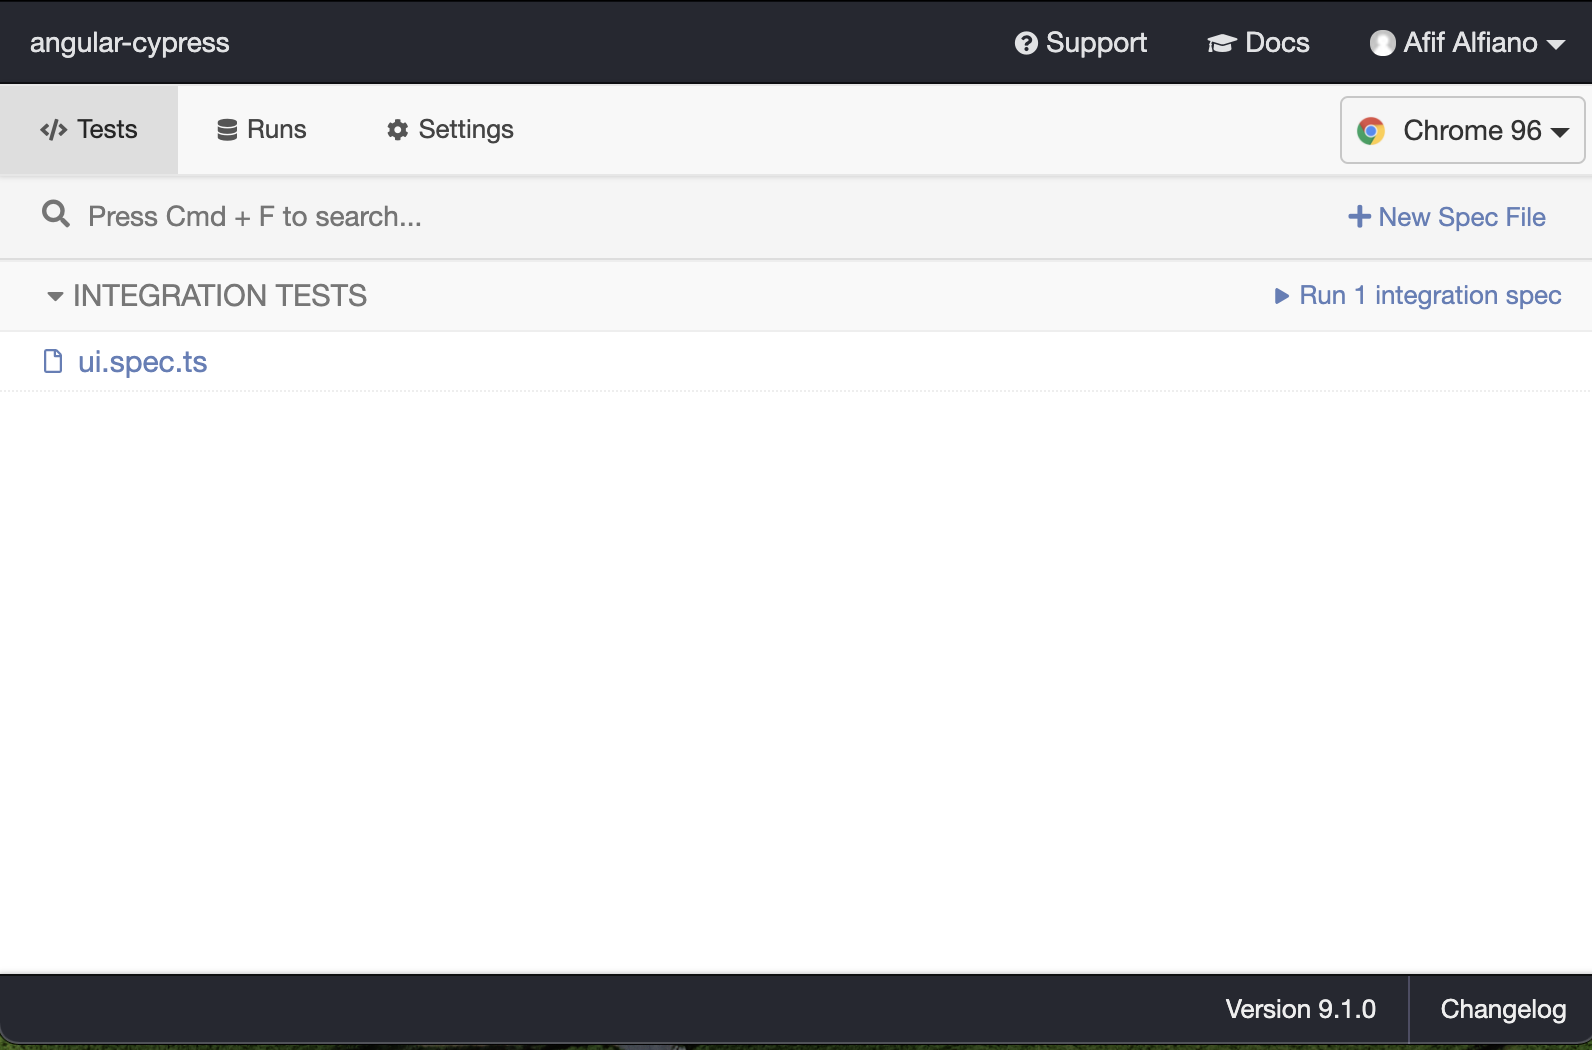 angular-cypress
Support
Docs
Afif Alfiano
Tests
Runs
Settings
Chrome 96
Press Cmd + F to search...
New Spec File
INTEGRATION TESTS
Run 1 integration spec
ui.spec.ts
Version 9.1.0
Changelog